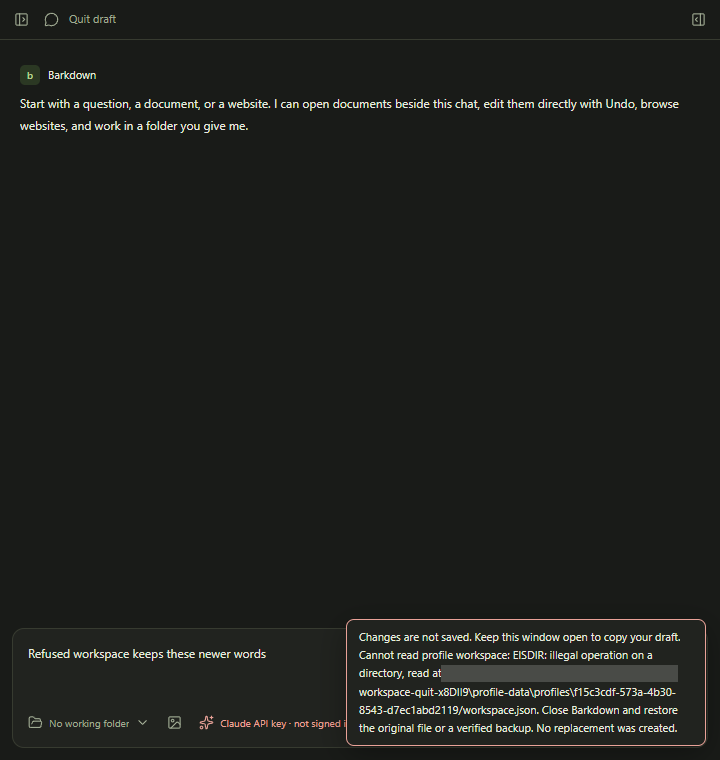 Quit draft
b Barkdown
Start with a question, a document, or a website. I can open documents beside this chat, edit them directly with Undo, browse
websites, and work in a folder you give me.
Refused workspace keeps these newer words
No working folder
Claude API key · not signed i
Changes are not saved. Keep this window open to copy your draft.
Cannot read profile workspace: EISDIR: illegal operation on a
directory, read at
workspace-quit-x8DIl9\profile-data\profiles\f15c3cdf-573a-4b30-
8543-d7ec1abd2119/workspace.json. Close Barkdown and restore
the original file or a verified backup. No replacement was created.